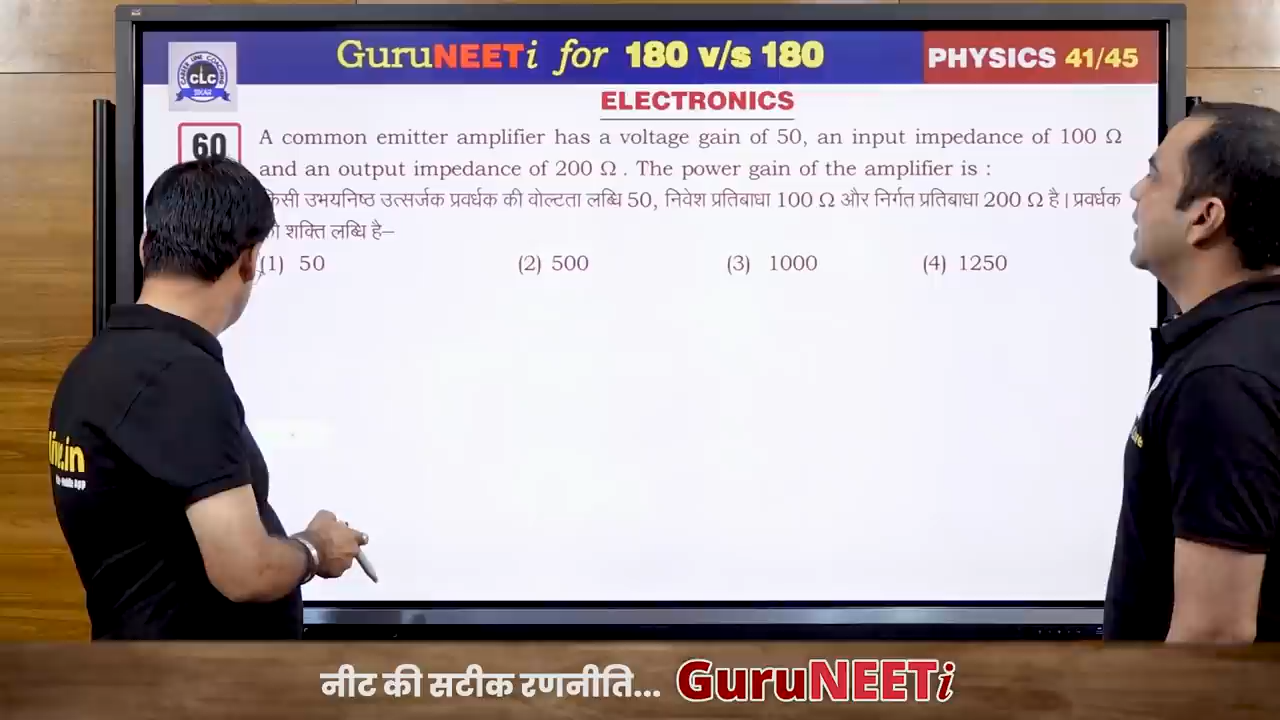 GuruNEETi for 180 v/s 180
PHYSICS 41/45
CLC
SIKAR
ELECTRONICS
60
A common emitter amplifier has a voltage gain of 50, an input impedance of 100 Ω
and an output impedance of 200 Ω . The power gain of the amplifier is :
उभयनिष्ठ उत्सर्जक प्रवर्धक की वोल्टता लब्धि 50, निवेश प्रतिबाधा 100 Ω और निर्गत प्रतिबाधा 200 Ω है। प्रवर्धक
शक्ति लब्धि है–
(1) 50 (2) 500 (3) 1000 (4) 1250
नीट की सटीक रणनीति... GuruNEETi